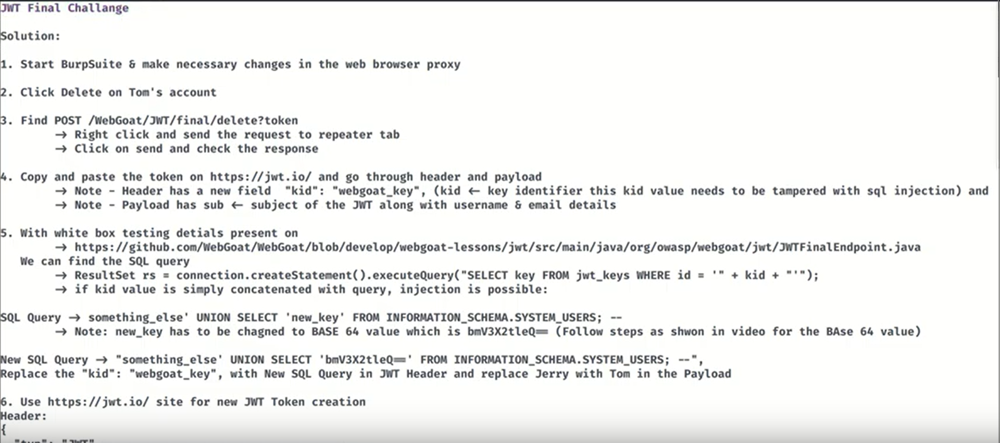 JWT Final Challange
Solution:
1. Start BurpSuite & make necessary changes in the web browser proxy
2. Click Delete on Tom's account
3. Find POST /WebGoat/JWT/final/delete?token
→ Right click and send the request to repeater tab
→ Click on send and check the response
4. Copy and paste the token on https://jwt.io/ and go through header and payload
→ Note - Header has a new field  "kid": "webgoat_key", (kid ← key identifier this kid value needs to be tampered with sql injection) and
→ Note - Payload has sub ← subject of the JWT along with username & email details
5. With white box testing detials present on
→ https://github.com/WebGoat/WebGoat/blob/develop/webgoat-lessons/jwt/src/main/java/org/owasp/webgoat/jwt/JWTFinalEndpoint.java
We can find the SQL query
→ ResultSet rs = connection.createStatement().executeQuery("SELECT key FROM jwt_keys WHERE id = '" + kid + "'");
→ if kid value is simply concatenated with query, injection is possible:
SQL Query → something_else' UNION SELECT 'new_key' FROM INFORMATION_SCHEMA.SYSTEM_USERS; --
→ Note: new_key has to be chagned to BASE 64 value which is bmV3X2tleQ== (Follow steps as shwon in video for the BAse 64 value)
New SQL Query → "something_else' UNION SELECT 'bmV3X2tleQ==' FROM INFORMATION_SCHEMA.SYSTEM_USERS; --",
Replace the "kid": "webgoat_key", with New SQL Query in JWT Header and replace Jerry with Tom in the Payload
6. Use https://jwt.io/ site for new JWT Token creation
Header:
{
"typ": "JWT"